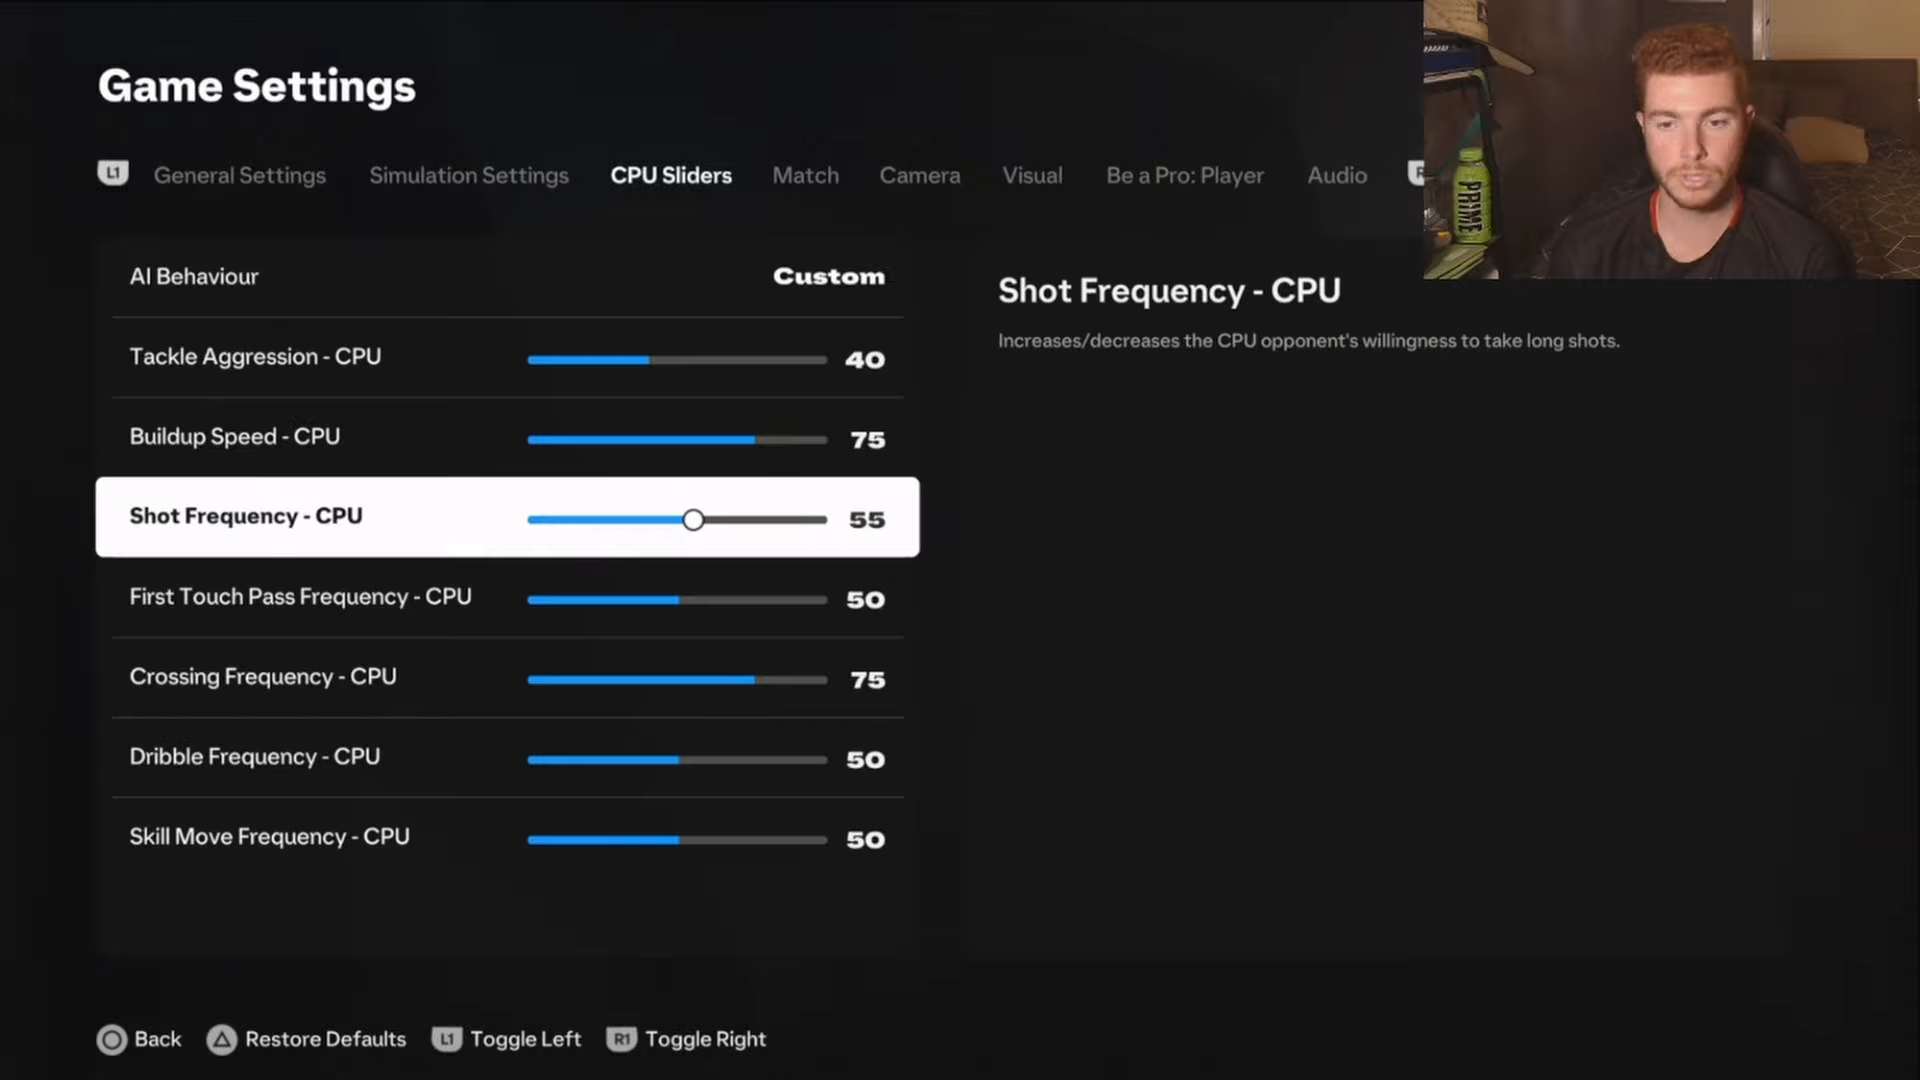 Game Settings
L1 General Settings Simulation Settings CPU Sliders Match Camera Visual Be a Pro: Player Audio R
AI Behaviour Custom
Tackle Aggression - CPU 40
Buildup Speed - CPU 75
Shot Frequency - CPU 55
First Touch Pass Frequency - CPU 50
Crossing Frequency - CPU 75
Dribble Frequency - CPU 50
Skill Move Frequency - CPU 50
Shot Frequency - CPU
Increases/decreases the CPU opponent's willingness to take long shots.
PRIME
Back Restore Defaults L1 Toggle Left R1 Toggle Right